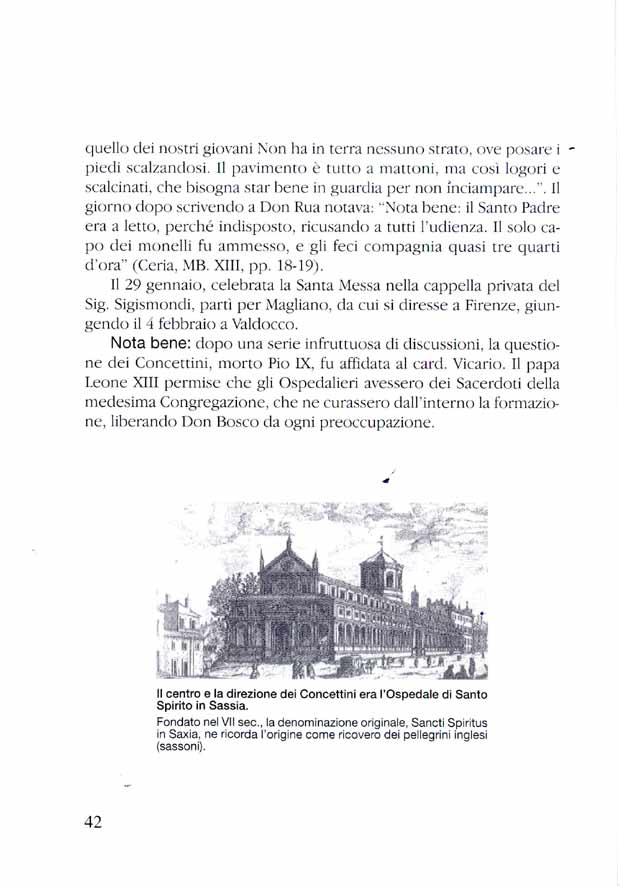 quello dei nostri giovani Non ha in terra nessuno strato, ove posare i
piedi scalzandosi. Il pavimento è tutto a mattoni, ma così logori e
scalcinati, che bisogna star bene in guardia per non inciampare...". Il
giorno dopo scrivendo a Don Rua notava: "Nota bene: il Santo Padre
era a letto, perché indisposto, ricusando a tutti l'udienza. Il solo ca-
po dei monelli fu ammesso, e gli feci compagnia quasi tre quarti
d'ora" (Ceria, MB. XIII, pp. 18-19).
Il 29 gennaio, celebrata la Santa Messa nella cappella privata del
Sig. Sigismondi, partì per Magliano, da cui si diresse a Firenze, giun-
gendo il 4 febbraio a Valdocco.
Nota bene: dopo una serie infruttuosa di discussioni, la questio-
ne dei Concettini, morto Pio IX, fu affidata al card. Vicario. Il papa
Leone XIII permise che gli Ospedalieri avessero dei Sacerdoti della
medesima Congregazione, che ne curassero dall'interno la formazio-
ne, liberando Don Bosco da ogni preoccupazione.
Il centro e la direzione dei Concettini era l'Ospedale di Santo
Spirito in Sassia.
Fondato nel VII sec., la denominazione originale, Sancti Spiritus
in Saxia, ne ricorda l'origine come ricovero dei pellegrini inglesi
(sassoni).
42